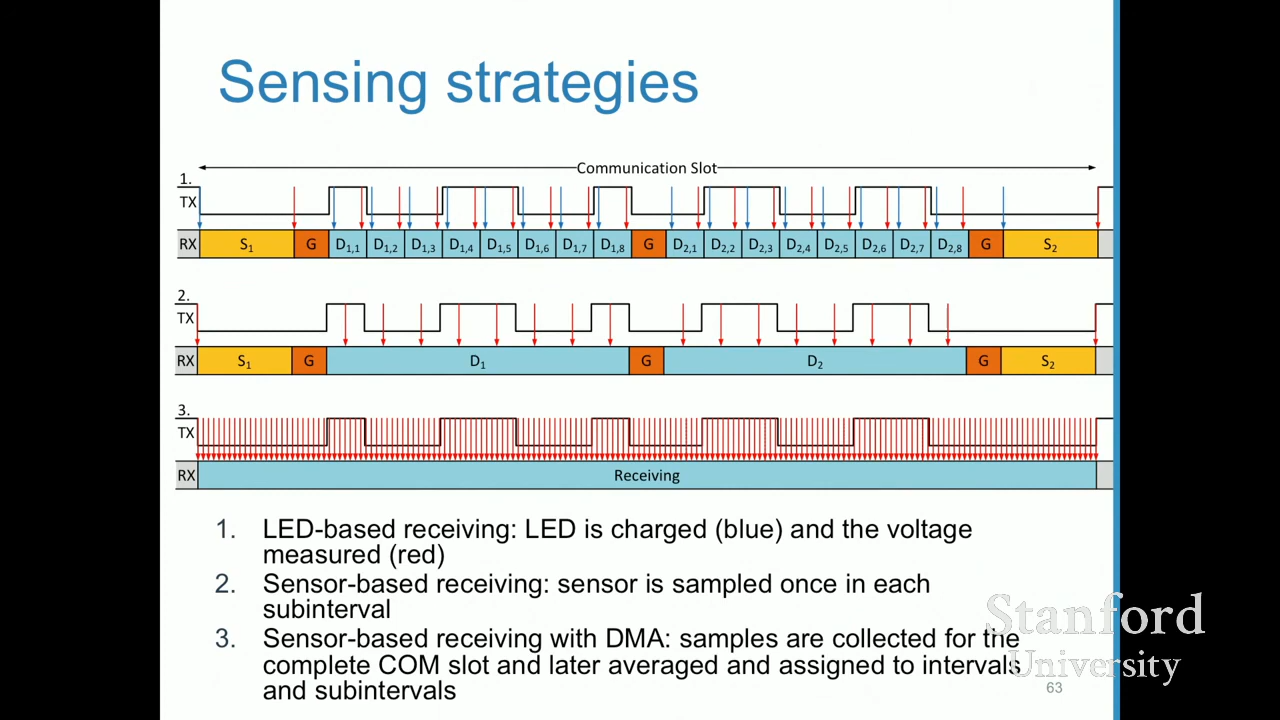 Sensing strategies
Communication Slot
1.
TX
RX S₁ G D₁,₁ D₁,₂ D₁,₃ D₁,₄ D₁,₅ D₁,₆ D₁,₇ D₁,₈ G D₂,₁ D₂,₂ D₂,₃ D₂,₄ D₂,₅ D₂,₆ D₂,₇ D₂,₈ G S₂
2.
TX
RX S₁ G D₁ G D₂ G S₂
3.
TX
RX Receiving
1. LED-based receiving: LED is charged (blue) and the voltage
measured (red)
2. Sensor-based receiving: sensor is sampled once in each
subinterval
3. Sensor-based receiving with DMA: samples are collected for the
complete COM slot and later averaged and assigned to intervals
and subintervals
Stanford
University
63